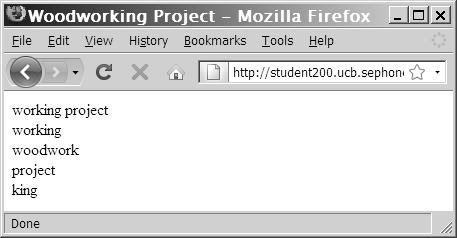 Woodworking Project - Mozilla Firefox
File Edit View History Bookmarks Tools Help
http://student200.ucb.sephon
working project
working
woodwork
project
king
Done